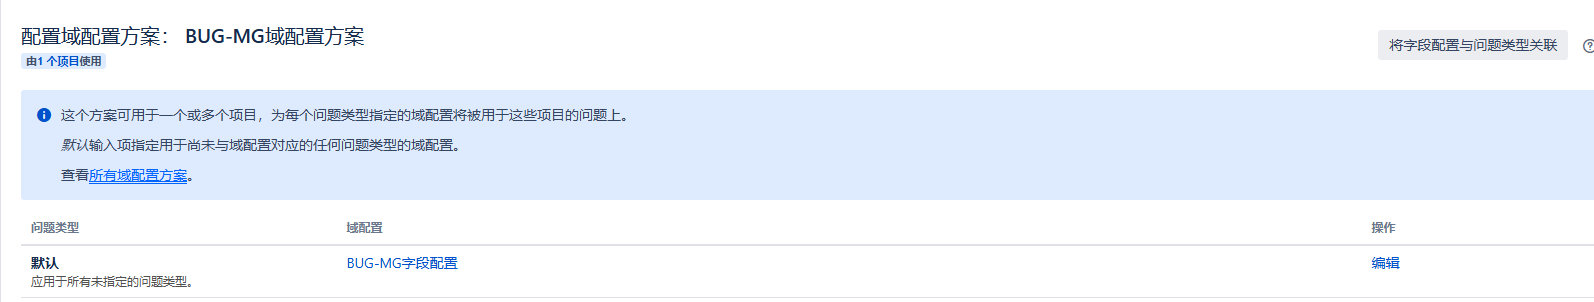 配置域配置方案： BUG-MG域配置方案
由1 个项目使用
将字段配置与问题类型关联
这个方案可用于一个或多个项目，为每个问题类型指定的域配置将被用于这些项目的问题上。
默认输入项指定用于尚未与域配置对应的任何问题类型的域配置。
查看所有域配置方案。
问题类型 域配置 操作
默认 BUG-MG字段配置 编辑
应用于所有未指定的问题类型。